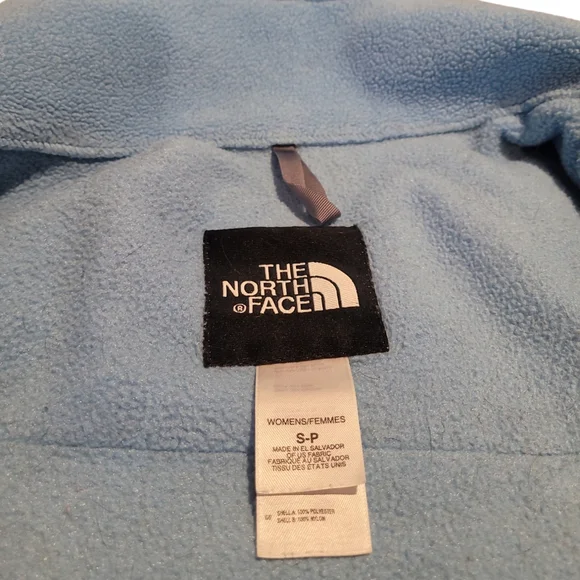 THE
NORTH
® FACE
WOMENS/FEMMES
S-P
MADE IN EL SALVADOR
OF US FABRIC
FABRIQUE AU SALVADOR
TISSU DES ÉTATS UNIS
SHELL A: 100% POLYESTER
SHELL B: 100% NYLON